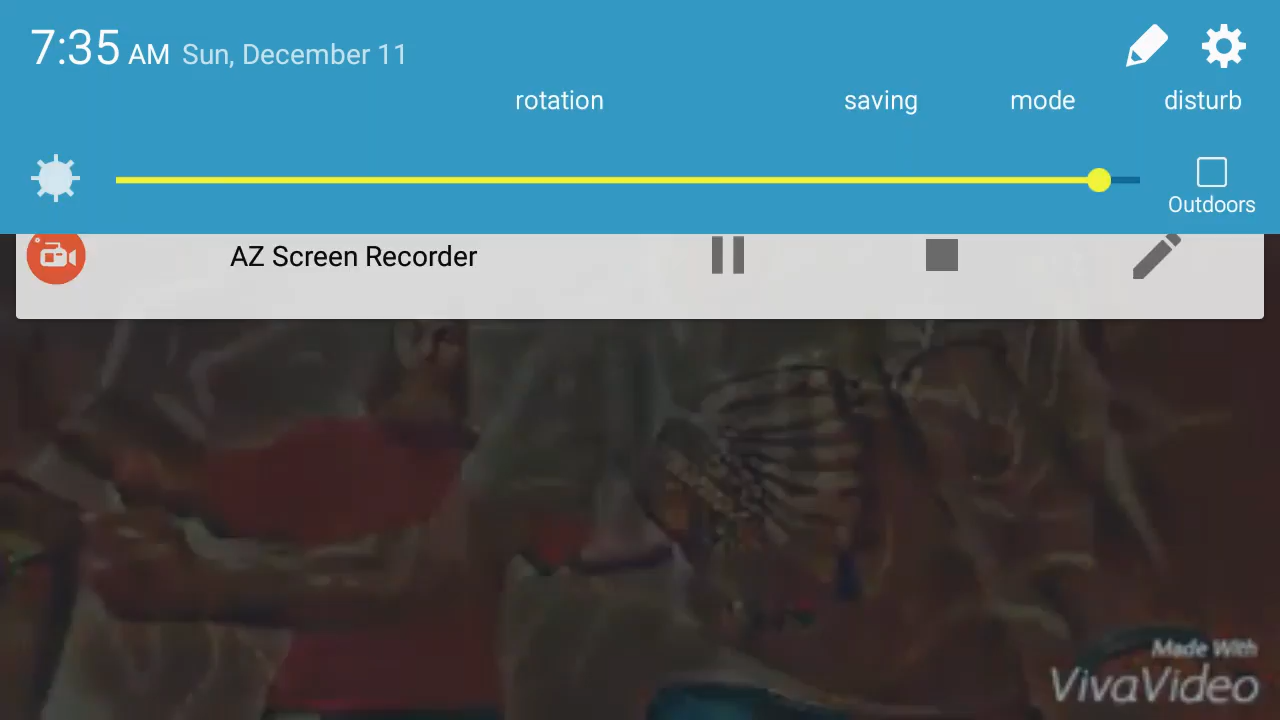 7:35 AM Sun, December 11
rotation saving mode disturb
Outdoors
AZ Screen Recorder
Made With
VivaVideo